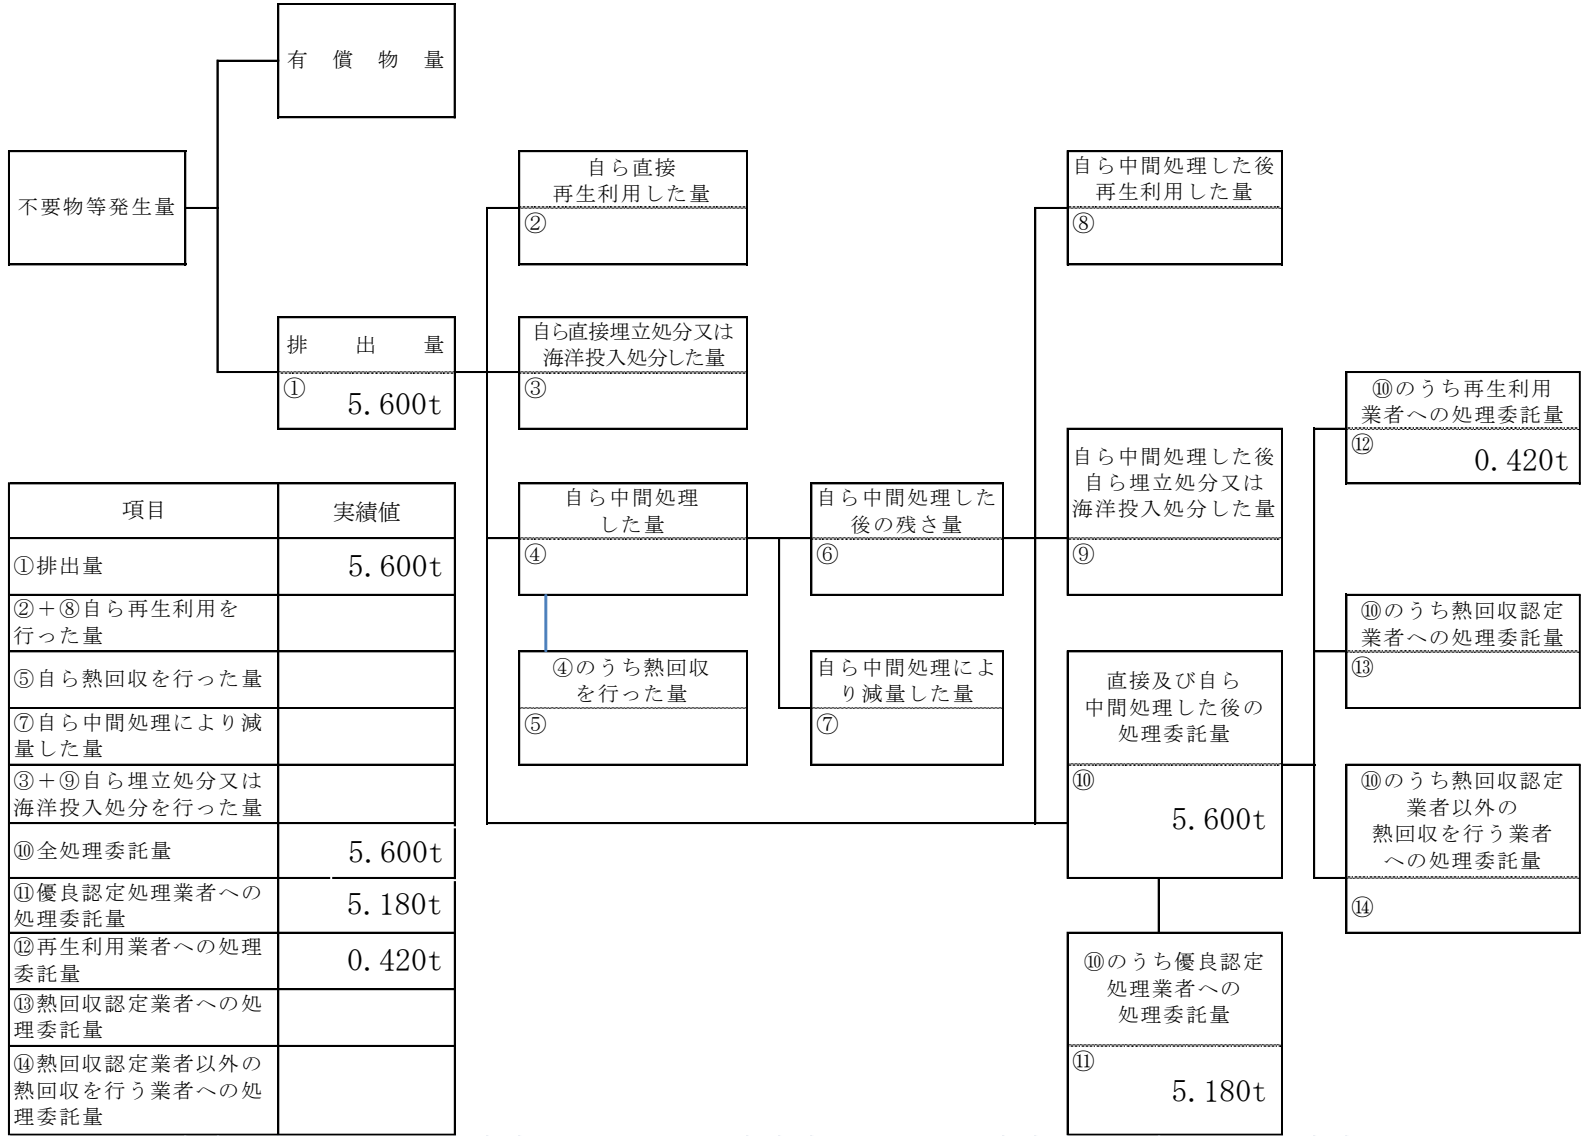 有　償　物　量
不要物等発生量
自ら直接
再生利用した量
②
自ら中間処理した後
再生利用した量
⑧
排　出　量
①
5.600t
自ら直接埋立処分又は
海洋投入処分した量
③
⑩のうち再生利用
業者への処理委託量
⑫
0.420t
自ら中間処理した後
自ら埋立処分又は
海洋投入処分した量
⑨
自ら中間処理
した量
④
自ら中間処理した
後の残さ量
⑥
⑩のうち熱回収認定
業者への処理委託量
⑬
④のうち熱回収
を行った量
⑤
自ら中間処理によ
り減量した量
⑦
直接及び自ら
中間処理した後の
処理委託量
⑩
5.600t
⑩のうち熱回収認定
業者以外の
熱回収を行う業者
への処理委託量
⑭
⑩のうち優良認定
処理業者への
処理委託量
⑪
5.180t
項目　実績値
①排出量　5.600t
②＋⑧自ら再生利用を
行った量
⑤自ら熱回収を行った量
⑦自ら中間処理により減
量した量
③＋⑨自ら埋立処分又は
海洋投入処分を行った量
⑩全処理委託量　5.600t
⑪優良認定処理業者への
処理委託量　5.180t
⑫再生利用業者への処理
委託量　0.420t
⑬熱回収認定業者への処
理委託量
⑭熱回収認定業者以外の
熱回収を行う業者への処
理委託量